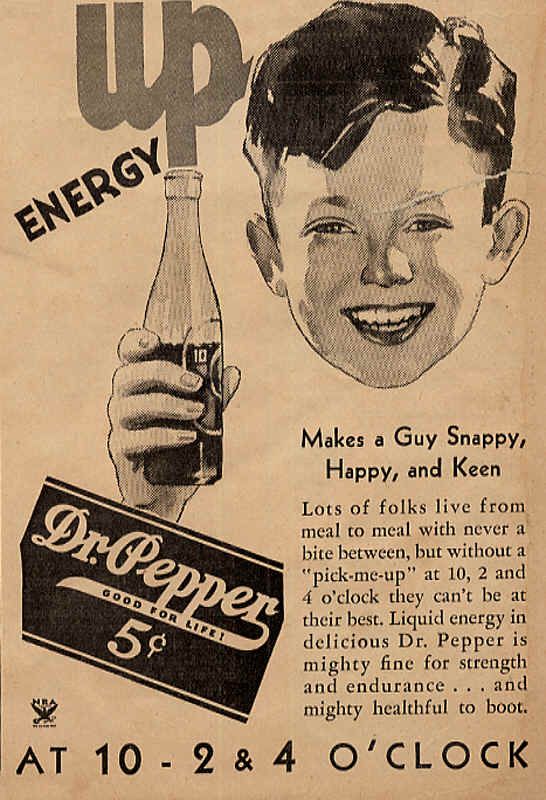 up
ENERGY
10
Makes a Guy Snappy,
Happy, and Keen
Lots of folks live from
meal to meal with never a
bite between, but without a
"pick-me-up" at 10, 2 and
4 o'clock they can't be at
their best. Liquid energy in
delicious Dr. Pepper is
mighty fine for strength
and endurance . . . and
mighty healthful to boot.
Dr. Pepper
GOOD FOR LIFE!
5¢
NRA
AT 10 - 2 & 4 O'CLOCK